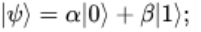 |ψ⟩ = α|0⟩ + β|1⟩;